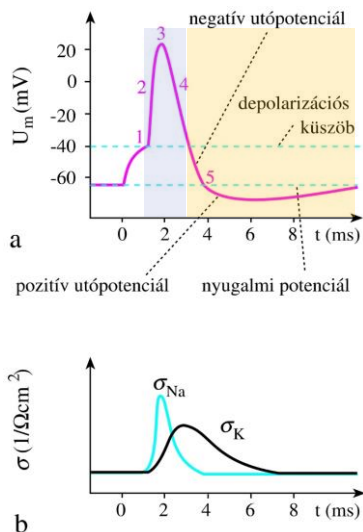 negatív utópotenciál
3
20
2
4
0
U_m (mV)
-20
depolarizációs
küszöb
1
-40
5
-60
0 2 4 6 8
t (ms)
a
pozitív utópotenciál
nyugalmi potenciál
σ_Na
σ_K
σ (1/Ωcm²)
0 2 4 6 8
t (ms)
b